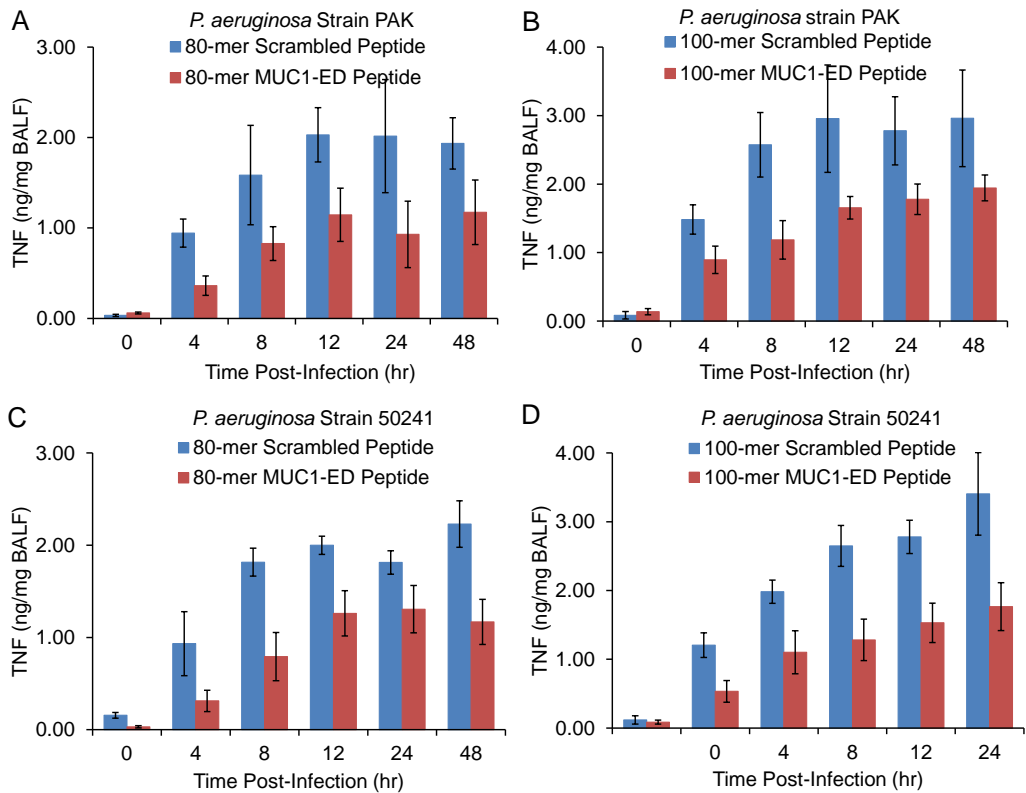 A
P. aeruginosa Strain PAK
80-mer Scrambled Peptide
80-mer MUC1-ED Peptide
TNF (ng/mg BALF)
3.00
2.00
1.00
0.00
0 4 8 12 24 48
Time Post-Infection (hr)
B
P. aeruginosa strain PAK
100-mer Scrambled Peptide
100-mer MUC1-ED Peptide
TNF (ng/mg BALF)
4.00
3.00
2.00
1.00
0.00
0 4 8 12 24 48
Time Post-Infection (hr)
C
P. aeruginosa Strain 50241
80-mer Scrambled Peptide
80-mer MUC1-ED Peptide
TNF (ng/mg BALF)
3.00
2.00
1.00
0.00
0 4 8 12 24 48
Time Post-Infection (hr)
D
P. aeruginosa Strain 50241
100-mer Scrambled Peptide
100-mer MUC1-ED Peptide
TNF (ng/mg BALF)
4.00
3.00
2.00
1.00
0.00
0 4 8 12 24
Time Post-Infection (hr)